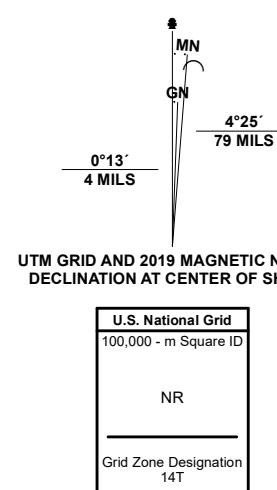 MN
GN
4°25´
79 MILS
0°13´
4 MILS
UTM GRID AND 2019 MAGNETIC N
DECLINATION AT CENTER OF SH
U.S. National Grid
100,000 - m Square ID
NR
Grid Zone Designation
14T